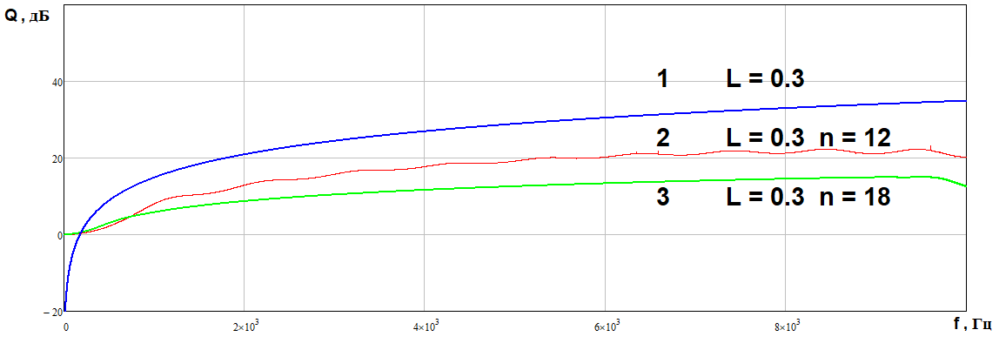 Q , дБ
40
1 L = 0.3
2 L = 0.3 n = 12
20
3 L = 0.3 n = 18
0
− 20
0 2×10³ 4×10³ 6×10³ 8×10³ f , Гц